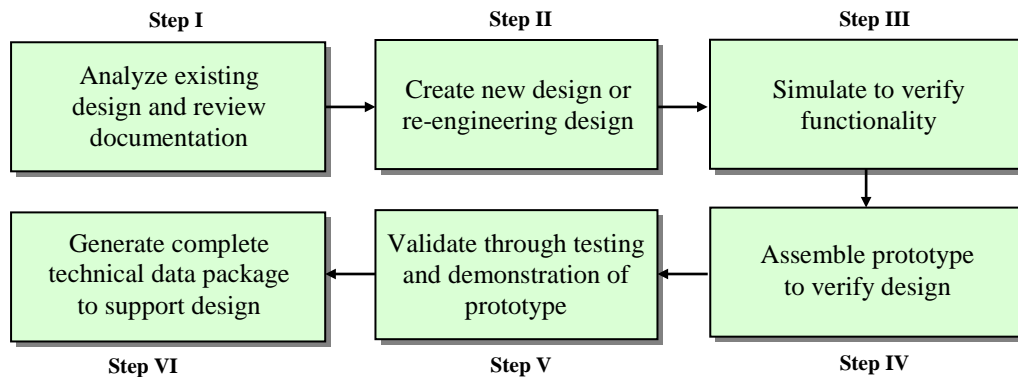 Step I
Analyze existing
design and review
documentation
Step II
Create new design or
re-engineering design
Step III
Simulate to verify
functionality
Assemble prototype
to verify design
Step IV
Validate through testing
and demonstration of
prototype
Step V
Generate complete
technical data package
to support design
Step VI